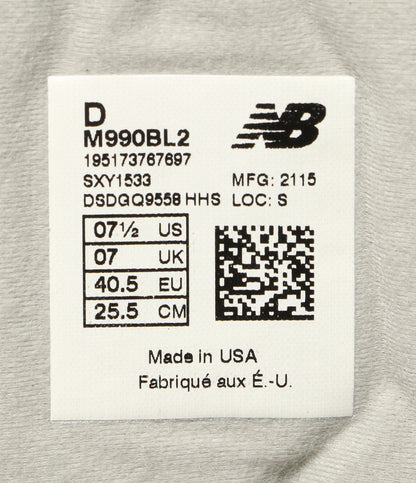 D
NB
M990BL2
195173767697
SXY1533 MFG: 2115
DSDGQ9558 HHS LOC: S
07½ US
07 UK
40.5 EU
25.5 CM
Made in USA
Fabriqué aux É.-U.